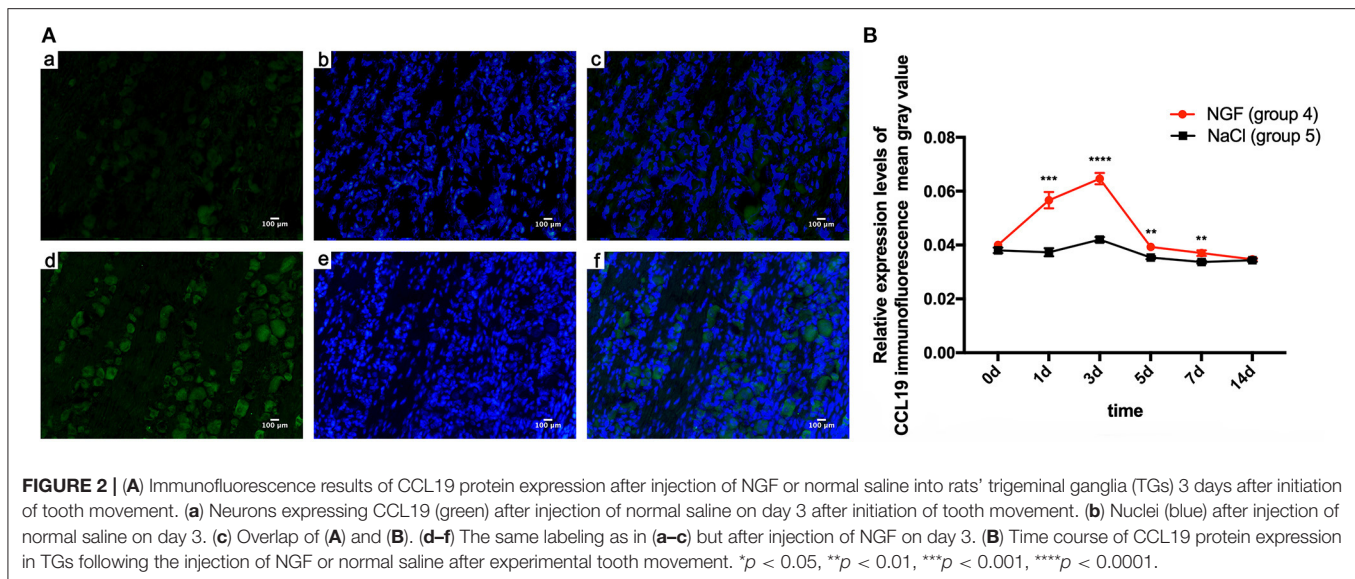 A
a
b
c
100 µm
100 µm
100 µm
d
e
f
100 µm
100 µm
100 µm
B
NGF (group 4)
NaCl (group 5)
Relative expression levels of
CCL19 immunofluorescence mean gray value
0.08
0.06
0.04
0.02
0.00
***
****
**
**
0d
1d
3d
5d
7d
14d
time
FIGURE 2 | (A) Immunofluorescence results of CCL19 protein expression after injection of NGF or normal saline into rats’ trigeminal ganglia (TGs) 3 days after initiation
of tooth movement. (a) Neurons expressing CCL19 (green) after injection of normal saline on day 3 after initiation of tooth movement. (b) Nuclei (blue) after injection of
normal saline on day 3. (c) Overlap of (A) and (B). (d–f) The same labeling as in (a–c) but after injection of NGF on day 3. (B) Time course of CCL19 protein expression
in TGs following the injection of NGF or normal saline after experimental tooth movement. *p < 0.05, **p < 0.01, ***p < 0.001, ****p < 0.0001.